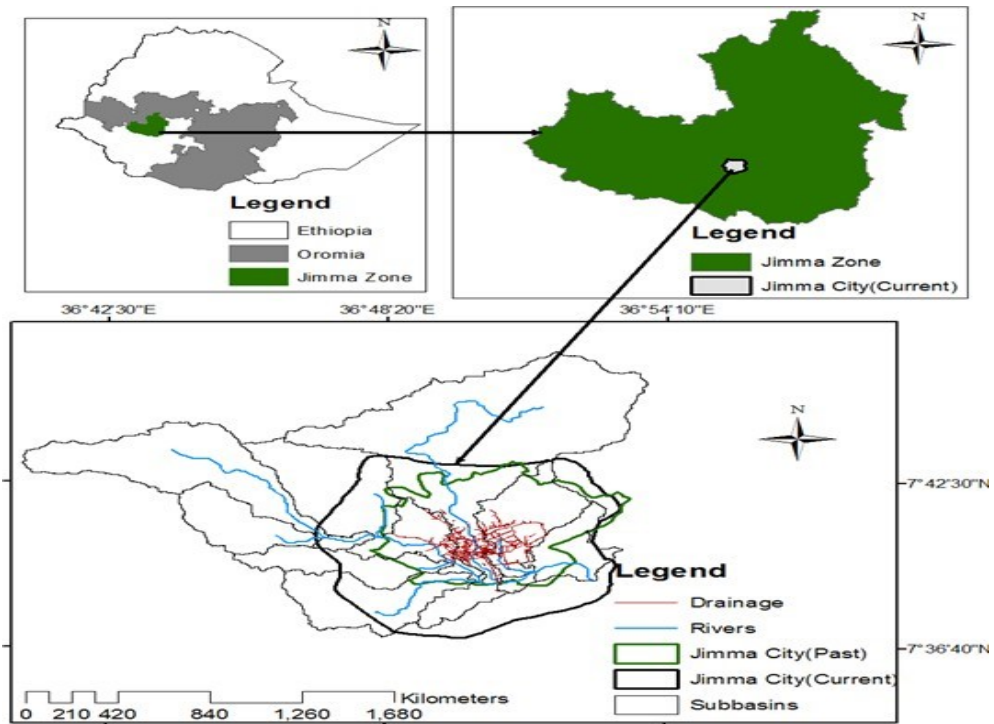 N
Legend
Ethiopia
Oromia
Jimma Zone
N
Legend
Jimma Zone
Jimma City(Current)
36°42'30"E
36°48'20"E
36°54'10"E
N
7°42'30"N
Legend
Drainage
Rivers
Jimma City(Past)
Jimma City(Current)
Subbasins
7°36'40"N
Kilometers
0 210 420 840 1,260 1,680